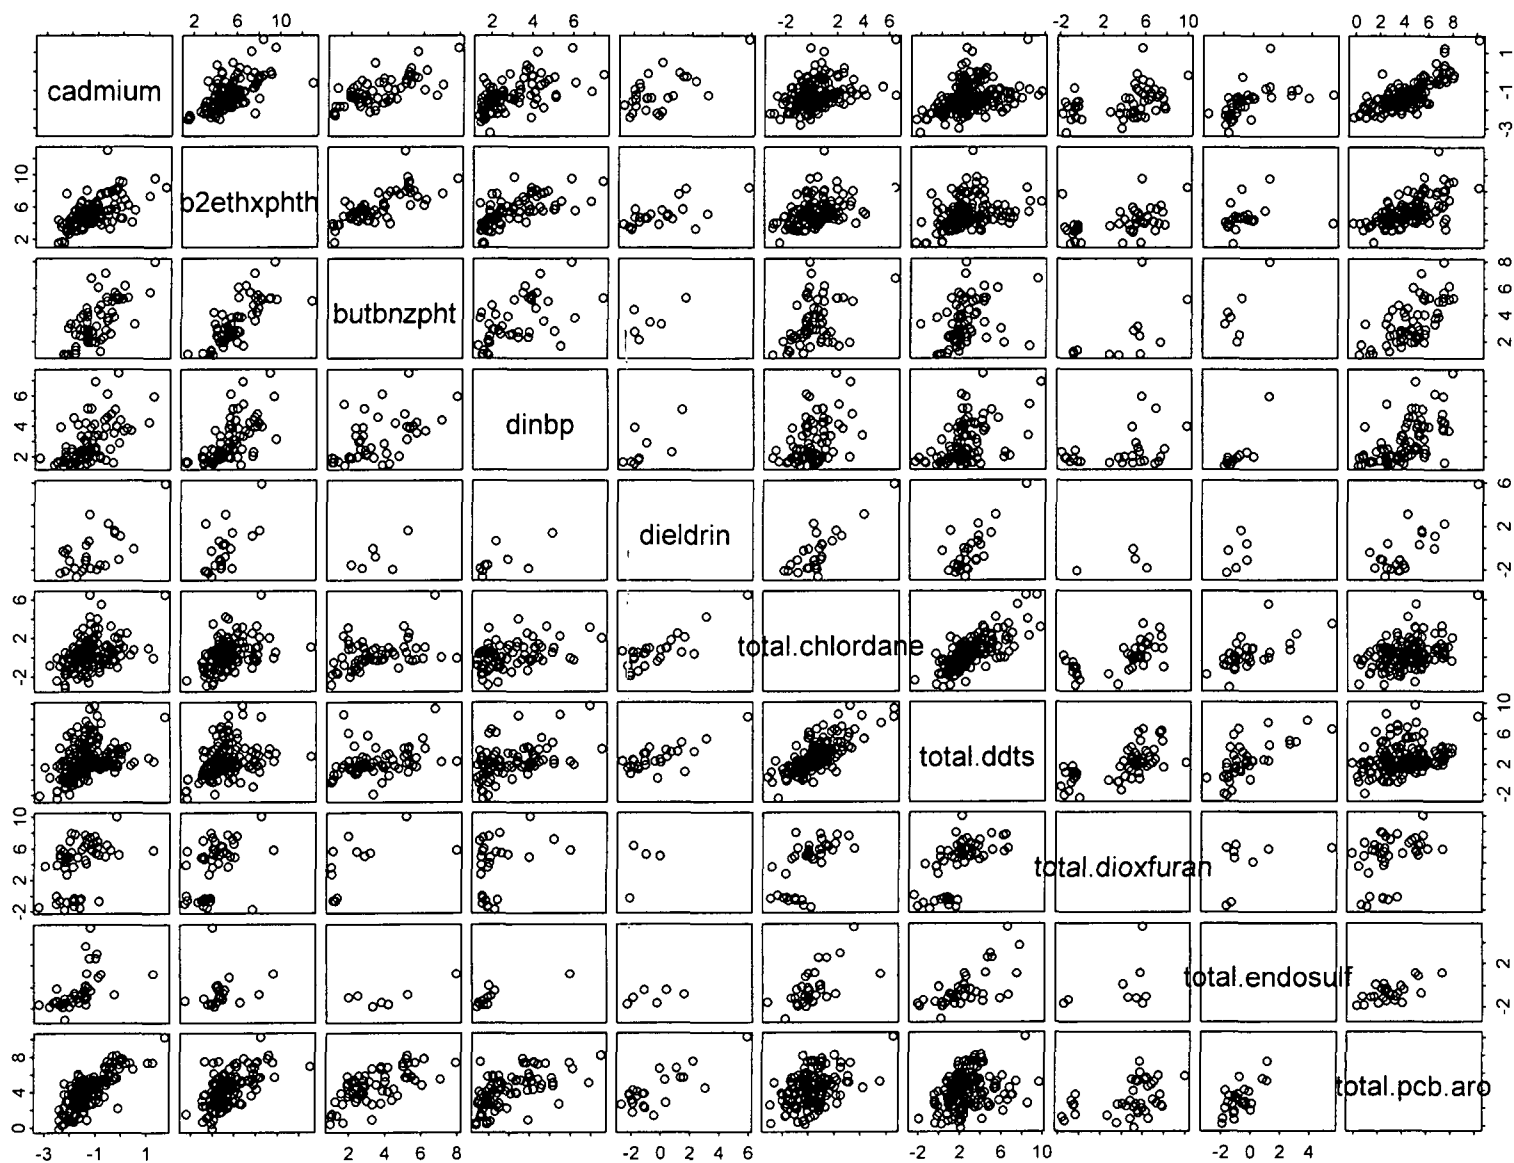 2 6 10 2 4 6 -2 2 4 6 -2 2 6 10 0 2 4 6 8
cadmium 1 -1 -3
10 6 2 b2ethxphth
butbnzpht 8 6 4 2
6 4 2 dinbp
dieldrin 6 2 -2
6 2 -2 total.chlordane
total.ddts 10 6 2 -2
10 6 2 -2 total.dioxfuran
total.endosulf 2 -2
8 4 0 total.pcb.aro
-3 -1 1 2 4 6 8 -2 0 2 4 6 -2 2 6 10 -2 0 2 4